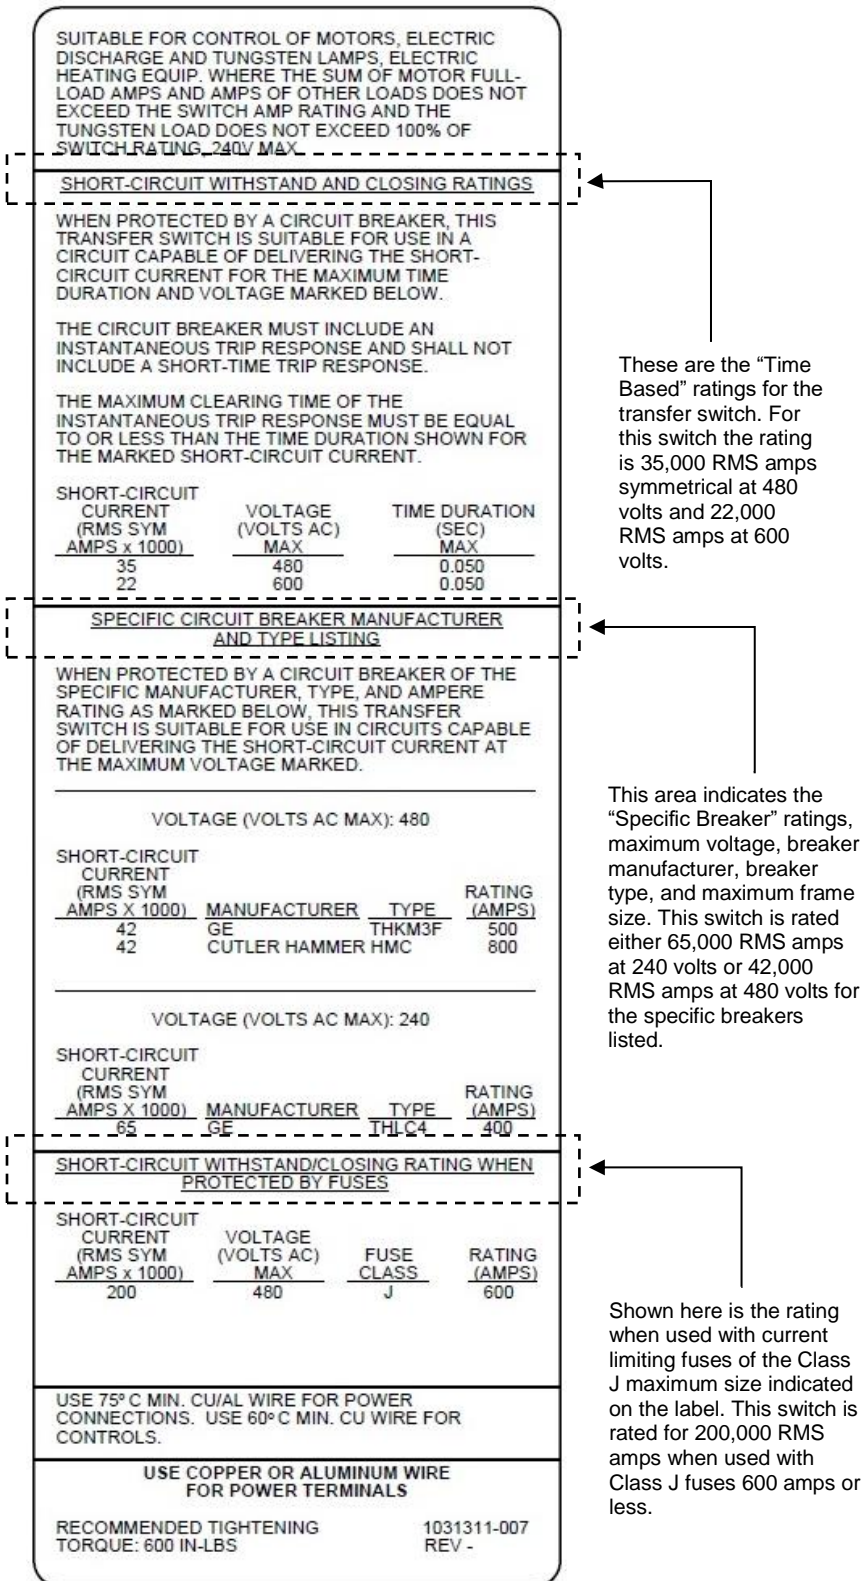 SUITABLE FOR CONTROL OF MOTORS, ELECTRIC
DISCHARGE AND TUNGSTEN LAMPS, ELECTRIC
HEATING EQUIP. WHERE THE SUM OF MOTOR FULL-
LOAD AMPS AND AMPS OF OTHER LOADS DOES NOT
EXCEED THE SWITCH AMP RATING AND THE
TUNGSTEN LOAD DOES NOT EXCEED 100% OF
SWITCH RATING, 240V MAX
SHORT-CIRCUIT WITHSTAND AND CLOSING RATINGS
WHEN PROTECTED BY A CIRCUIT BREAKER, THIS
TRANSFER SWITCH IS SUITABLE FOR USE IN A
CIRCUIT CAPABLE OF DELIVERING THE SHORT-
CIRCUIT CURRENT FOR THE MAXIMUM TIME
DURATION AND VOLTAGE MARKED BELOW.
THE CIRCUIT BREAKER MUST INCLUDE AN
INSTANTANEOUS TRIP RESPONSE AND SHALL NOT
INCLUDE A SHORT-TIME TRIP RESPONSE.
THE MAXIMUM CLEARING TIME OF THE
INSTANTANEOUS TRIP RESPONSE MUST BE EQUAL
TO OR LESS THAN THE TIME DURATION SHOWN FOR
THE MARKED SHORT-CIRCUIT CURRENT.
SHORT-CIRCUIT
CURRENT VOLTAGE TIME DURATION
(RMS SYM (VOLTS AC) (SEC)
AMPS x 1000) MAX MAX
35 480 0.050
22 600 0.050
These are the “Time
Based” ratings for the
transfer switch. For
this switch the rating
is 35,000 RMS amps
symmetrical at 480
volts and 22,000
RMS amps at 600
volts.
SPECIFIC CIRCUIT BREAKER MANUFACTURER
AND TYPE LISTING
WHEN PROTECTED BY A CIRCUIT BREAKER OF THE
SPECIFIC MANUFACTURER, TYPE, AND AMPERE
RATING AS MARKED BELOW, THIS TRANSFER
SWITCH IS SUITABLE FOR USE IN CIRCUITS CAPABLE
OF DELIVERING THE SHORT-CIRCUIT CURRENT AT
THE MAXIMUM VOLTAGE MARKED.
VOLTAGE (VOLTS AC MAX): 480
SHORT-CIRCUIT
CURRENT
(RMS SYM RATING
AMPS X 1000) MANUFACTURER TYPE (AMPS)
42 GE THKM3F 500
42 CUTLER HAMMER HMC 800
VOLTAGE (VOLTS AC MAX): 240
SHORT-CIRCUIT
CURRENT
(RMS SYM RATING
AMPS X 1000) MANUFACTURER TYPE (AMPS)
65 GE THLC4 400
This area indicates the
“Specific Breaker” ratings,
maximum voltage, breaker
manufacturer, breaker
type, and maximum frame
size. This switch is rated
either 65,000 RMS amps
at 240 volts or 42,000
RMS amps at 480 volts for
the specific breakers
listed.
SHORT-CIRCUIT WITHSTAND/CLOSING RATING WHEN
PROTECTED BY FUSES
SHORT-CIRCUIT
CURRENT VOLTAGE
(RMS SYM (VOLTS AC) FUSE RATING
AMPS x 1000) MAX CLASS (AMPS)
200 480 J 600
Shown here is the rating
when used with current
limiting fuses of the Class
J maximum size indicated
on the label. This switch is
rated for 200,000 RMS
amps when used with
Class J fuses 600 amps or
less.
USE 75º C MIN. CU/AL WIRE FOR POWER
CONNECTIONS. USE 60º C MIN. CU WIRE FOR
CONTROLS.
USE COPPER OR ALUMINUM WIRE
FOR POWER TERMINALS
RECOMMENDED TIGHTENING 1031311-007
TORQUE: 600 IN-LBS REV -